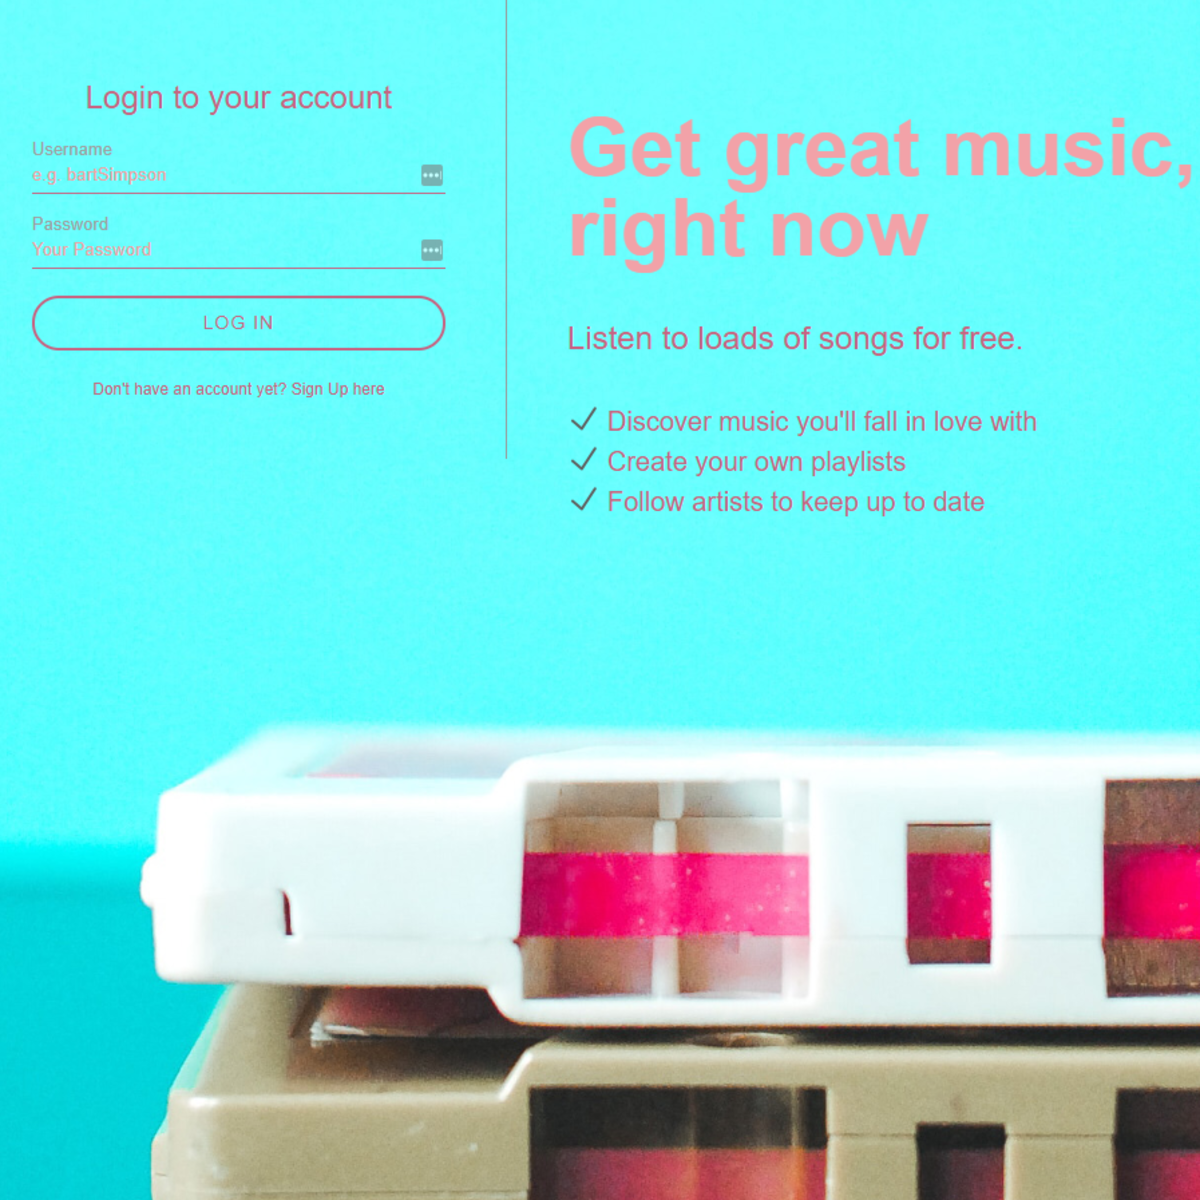 Login to your account
Username
e.g. bartSimpson
Password
Your Password
LOG IN
Don't have an account yet? Sign Up here
Get great music,
right now
Listen to loads of songs for free.
Discover music you'll fall in love with
Create your own playlists
Follow artists to keep up to date